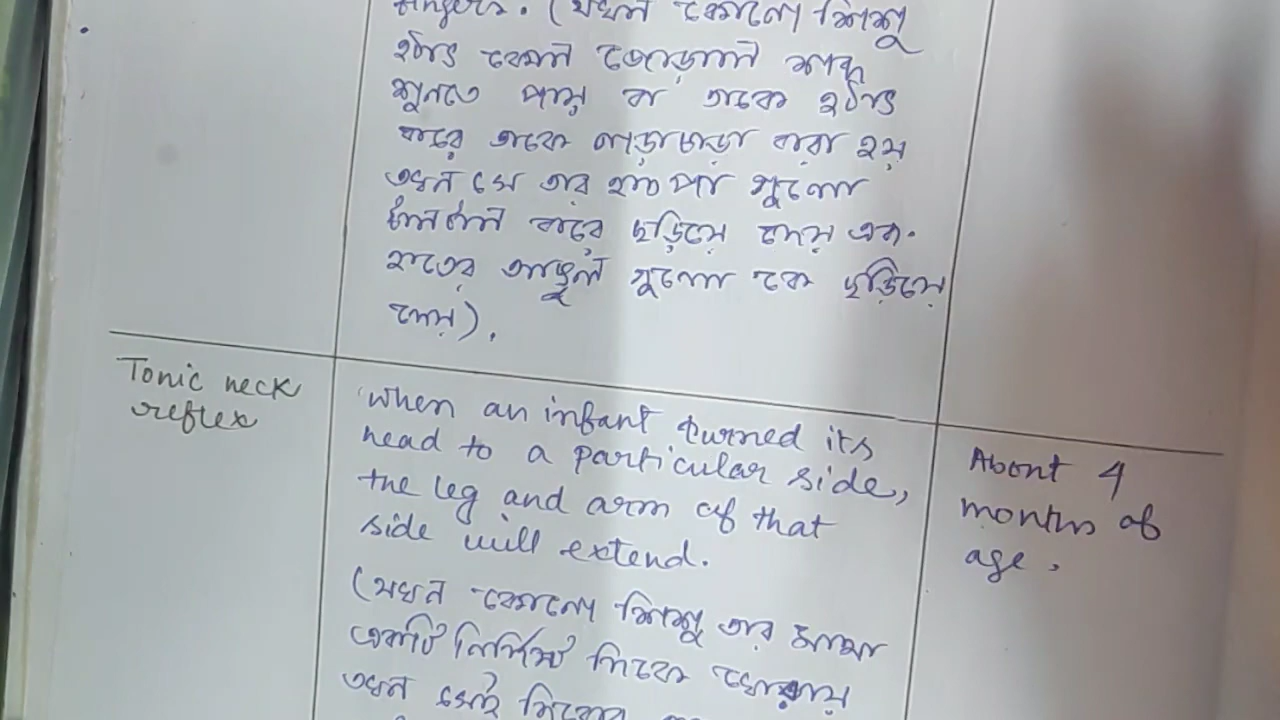 fingers. (যখন কোনো শিশু
হঠাৎ কোন জোড়াল শব্দ
শুনতে পায় বা তাকে হঠাৎ
করে তাকে নাড়াচাড়া করা হয়
তখন সে তার হাত পা গুলো
টানটান করে ছড়িয়ে দেয় এবং
হাতের আঙ্গুল গুলো কে ছড়িয়ে
দেয়).
Tonic neck
reflex
when an infant turned its
head to a particular side,
the leg and arm of that
side will extend.
(যখন কোনো শিশু তার মাথা
একটি নির্দিষ্ট দিকে ঘোরায়
তখন সেই দিকের
About 4
months of
age.